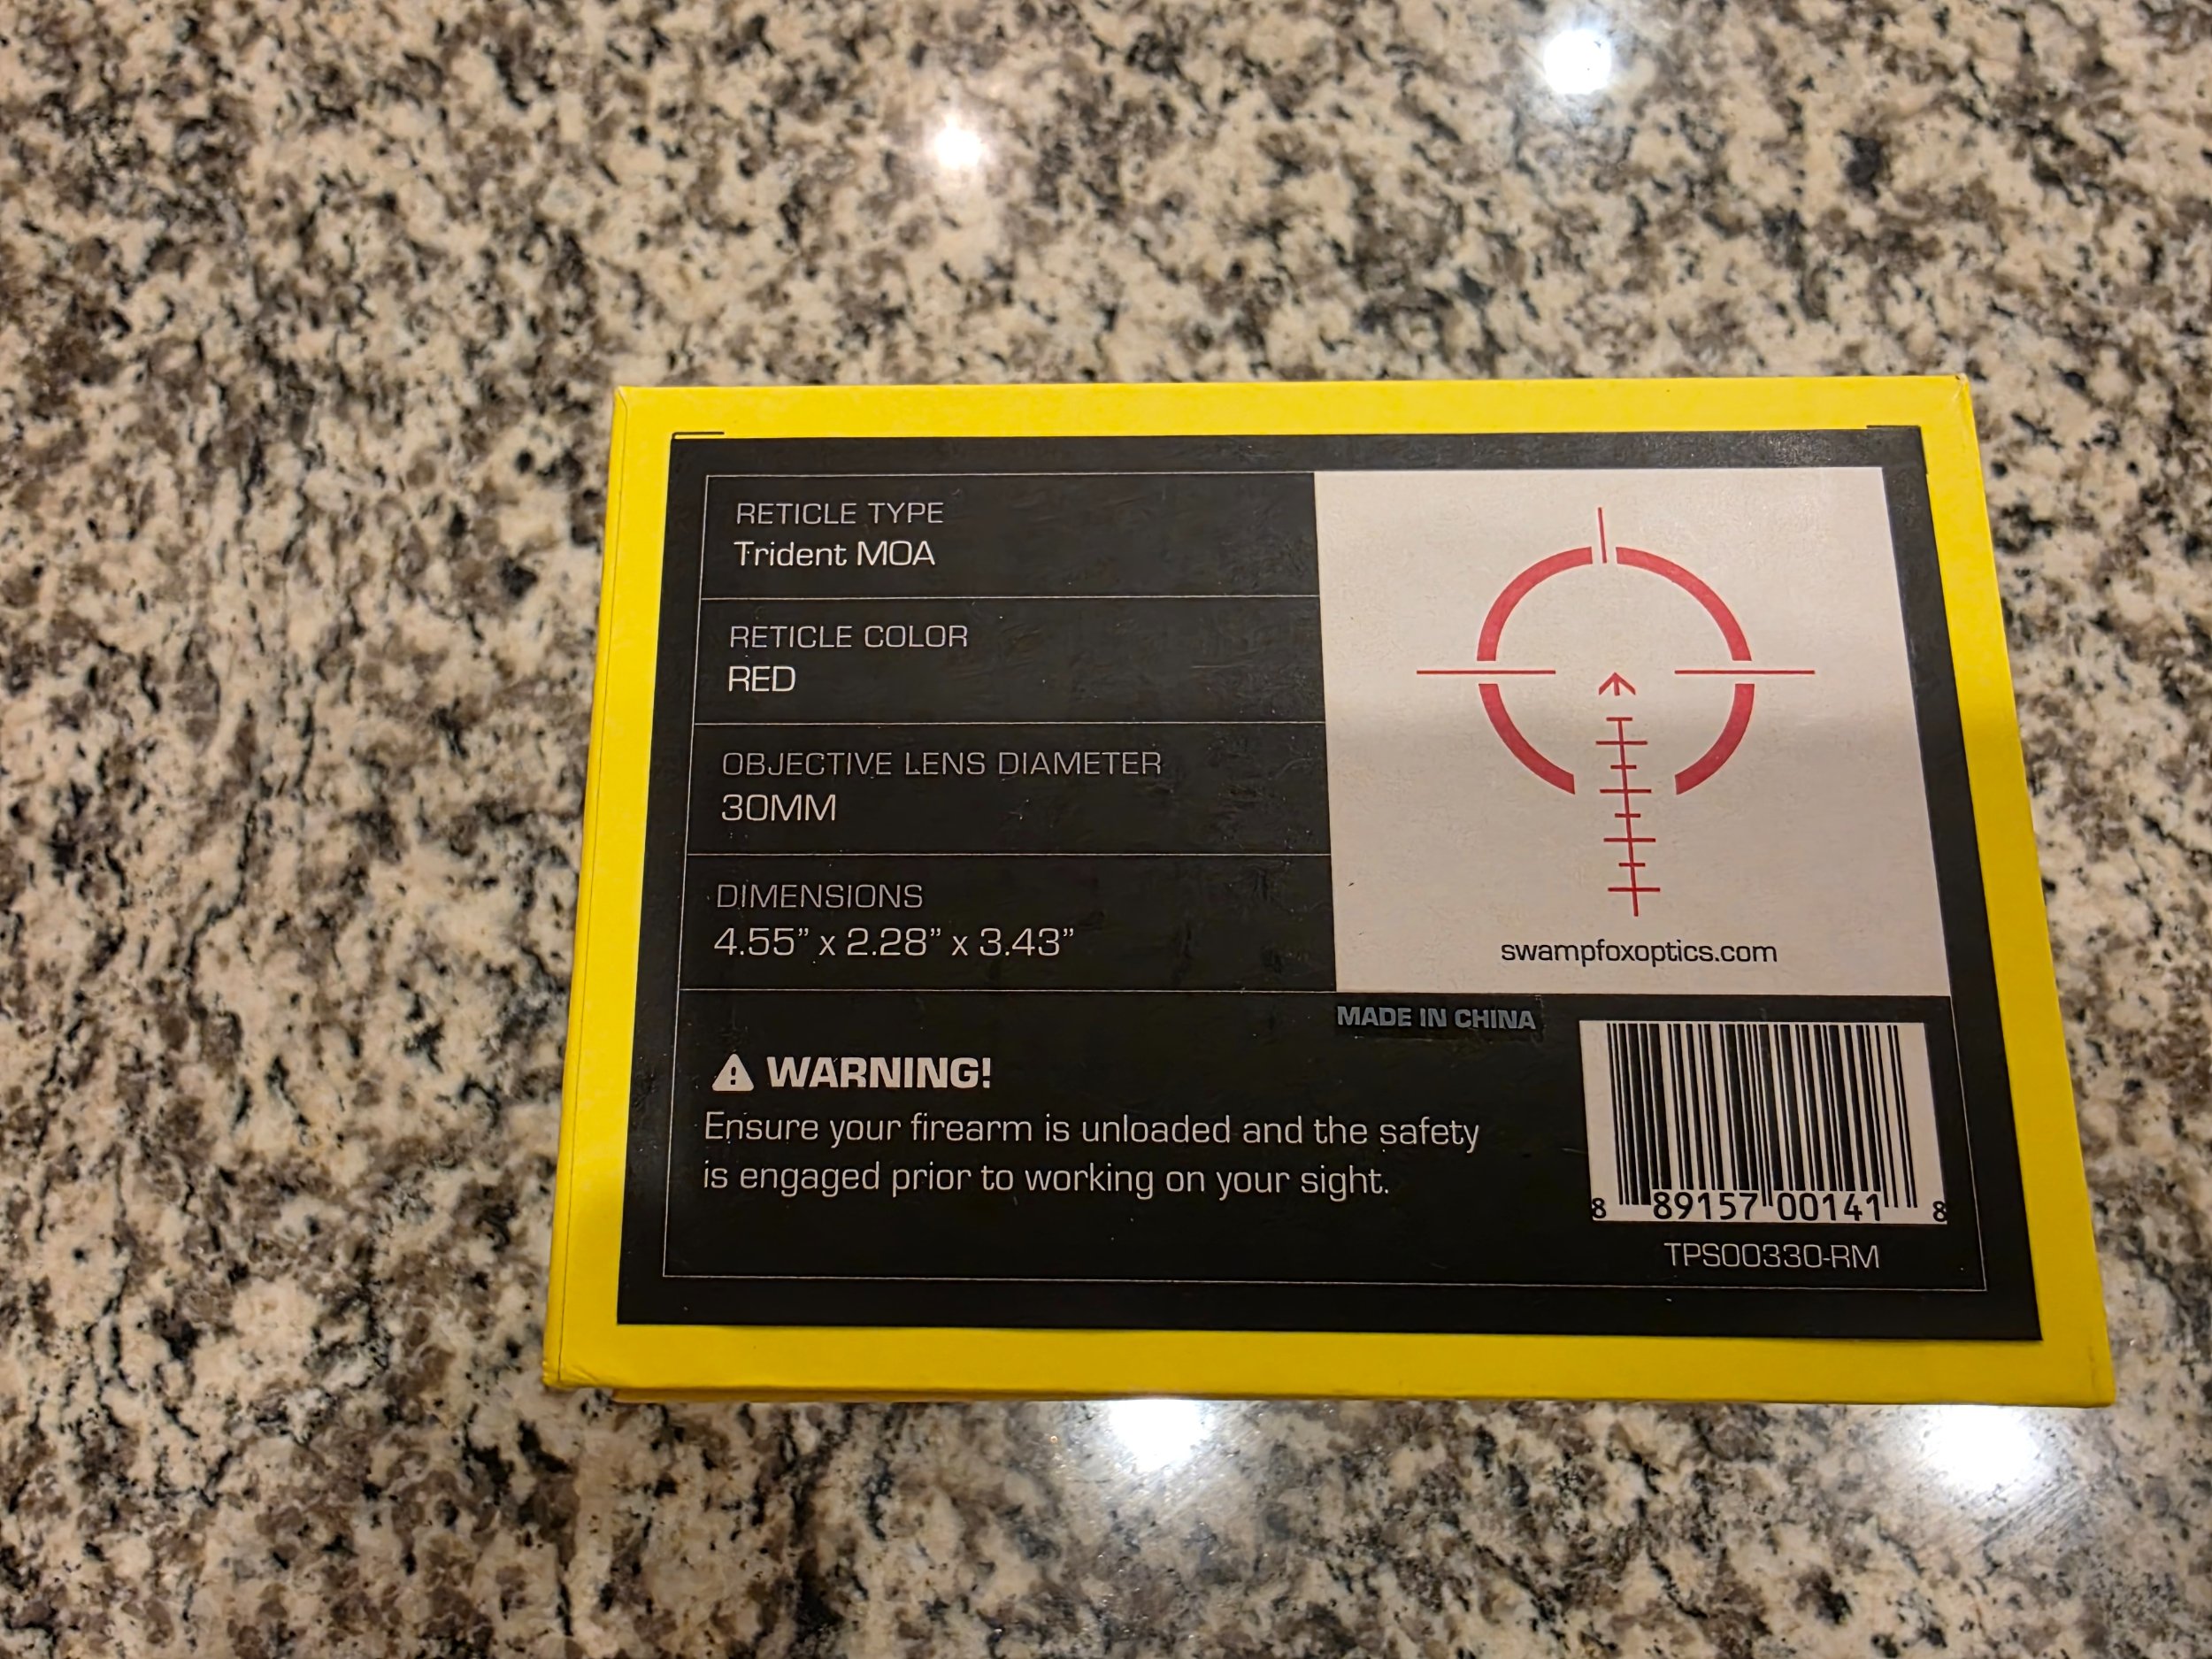 RETICLE TYPE
Trident MOA
RETICLE COLOR
RED
OBJECTIVE LENS DIAMETER
30MM
DIMENSIONS
4.55” x 2.28” x 3.43”
swampfoxoptics.com
MADE IN CHINA
WARNING!
Ensure your firearm is unloaded and the safety
is engaged prior to working on your sight.
8 89157 00141 8
TPS00330-RM